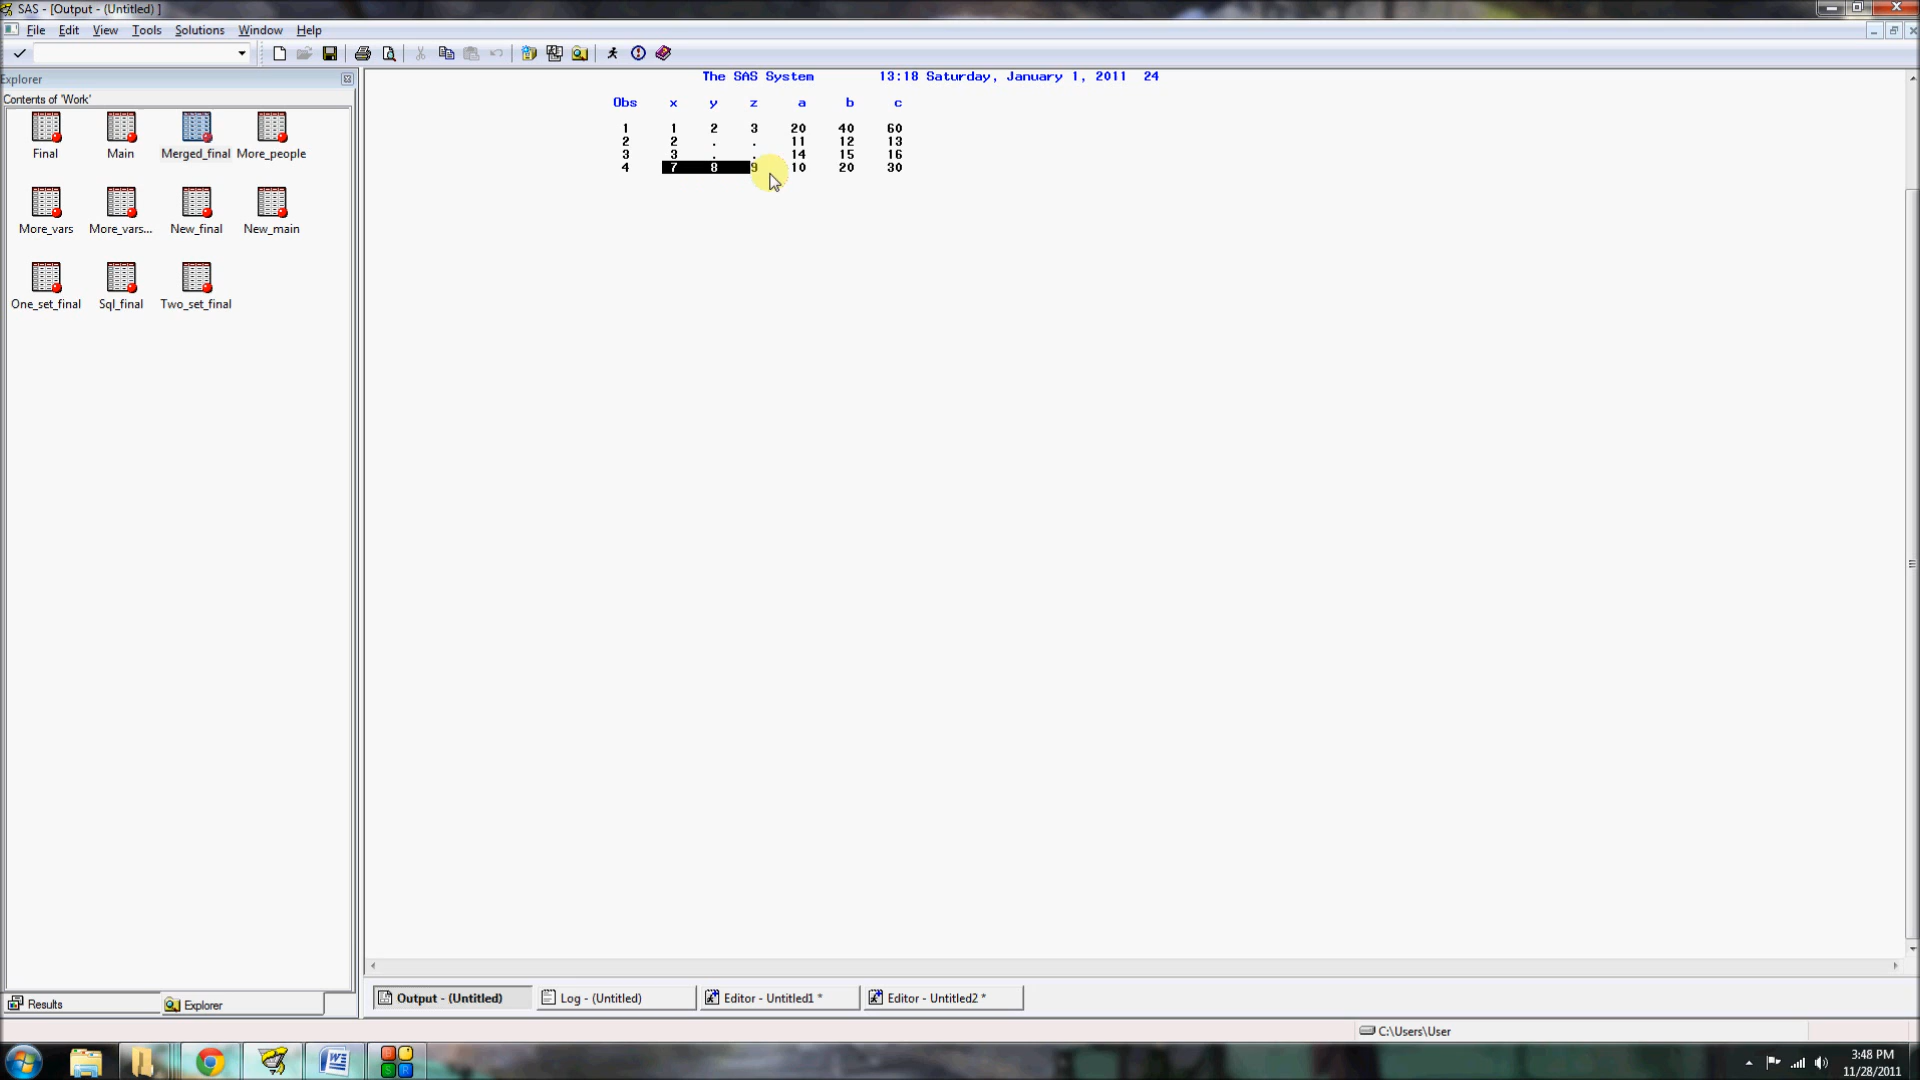 SAS - [Output - (Untitled) ]
File Edit View Tools Solutions Window Help
Explorer
Contents of 'Work'
Final Main Merged_final More_people
More_vars More_vars... New_final New_main
One_set_final Sql_final Two_set_final
The SAS System 13:18 Saturday, January 1, 2011 24
Obs x y z a b c
1 1 2 3 20 40 60
2 2 . . 11 12 13
3 3 . . 14 15 16
4 7 8 9 10 20 30
Results Explorer
Output - (Untitled) Log - (Untitled) Editor - Untitled1 * Editor - Untitled2 *
C:\Users\User
3:48 PM
11/28/2011